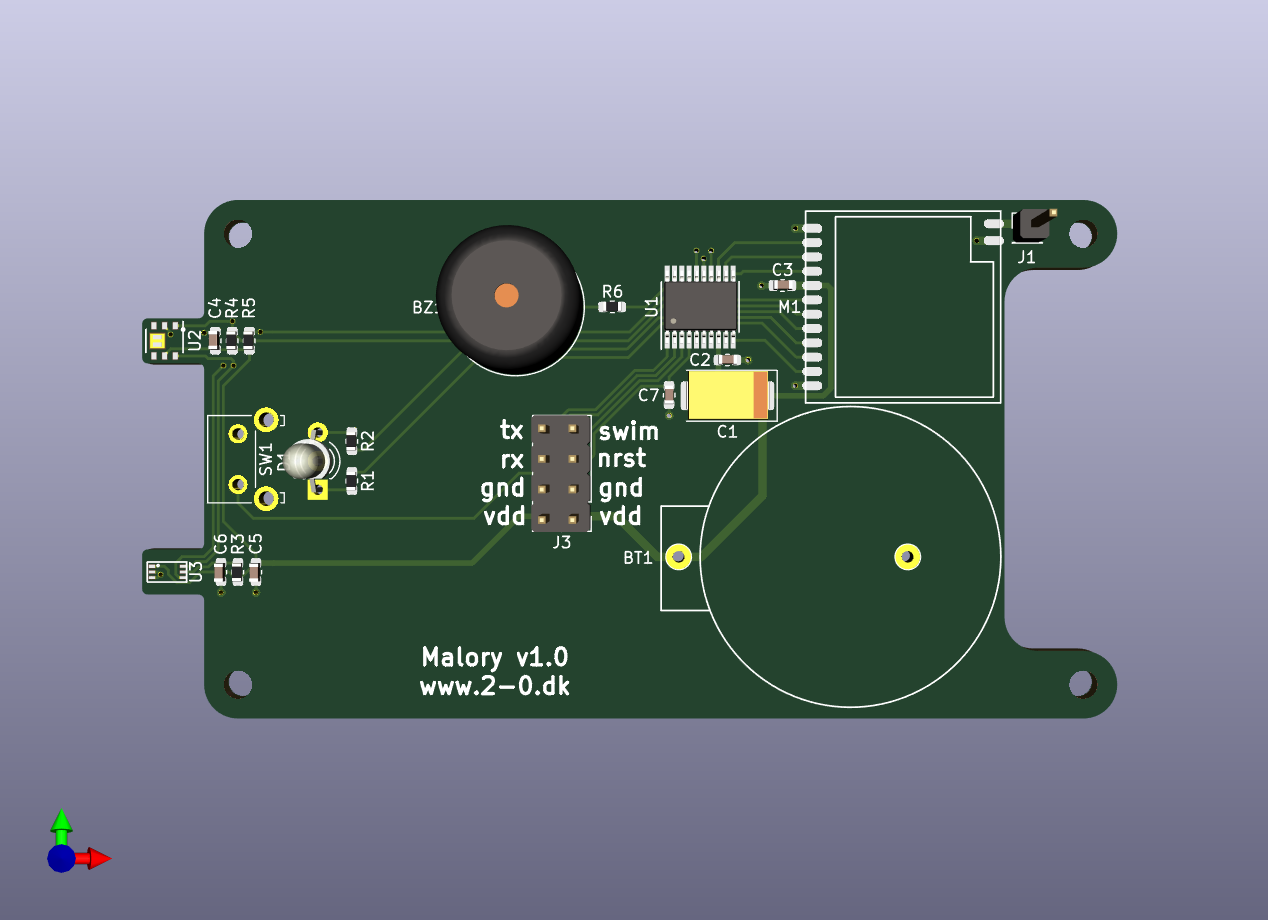 J1
C3
R6
U1
M1
BZ1
C4
R4
R5
U2
C2
C7
C1
tx
swim
rx
nrst
gnd
gnd
vdd
vdd
J3
R2
SW1
R1
BT1
C6
R3
C5
U3
Malory v1.0
www.2-0.dk